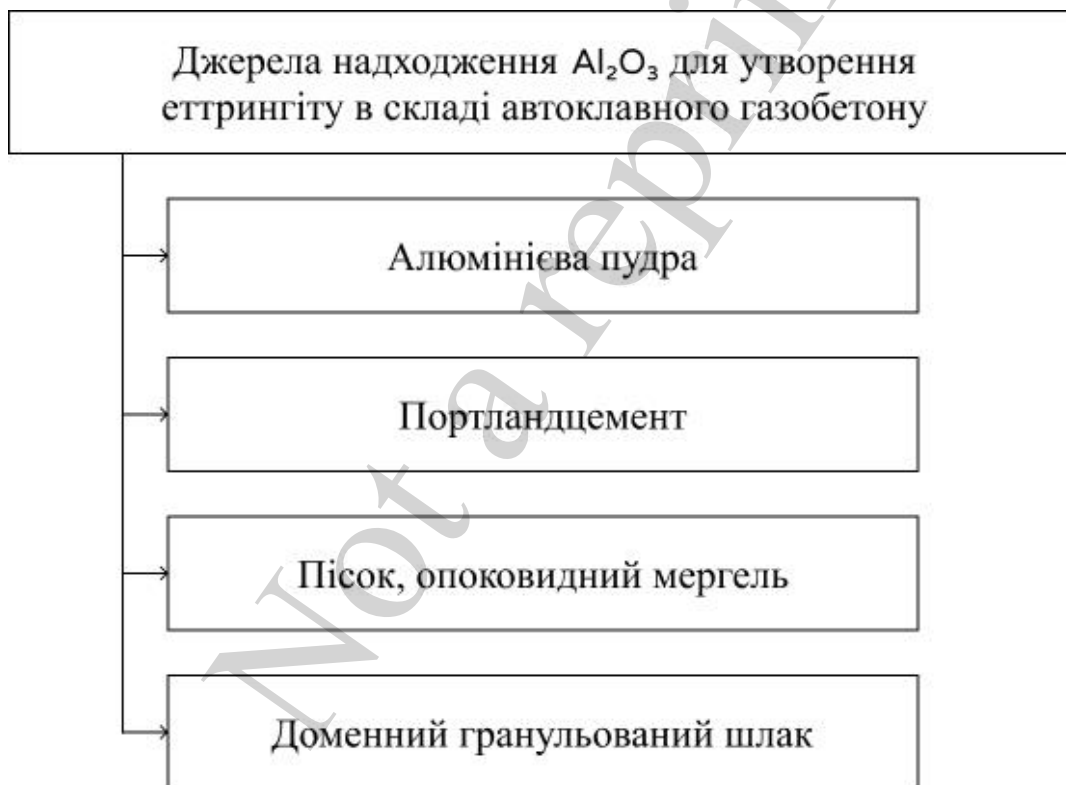 Джерела надходження Al₂O₃ для утворення
еттрингіту в складі автоклавного газобетону
Алюмінієва пудра
Портландцемент
Пісок, опоковидний мергель
Доменний гранульований шлак
Not a reprin